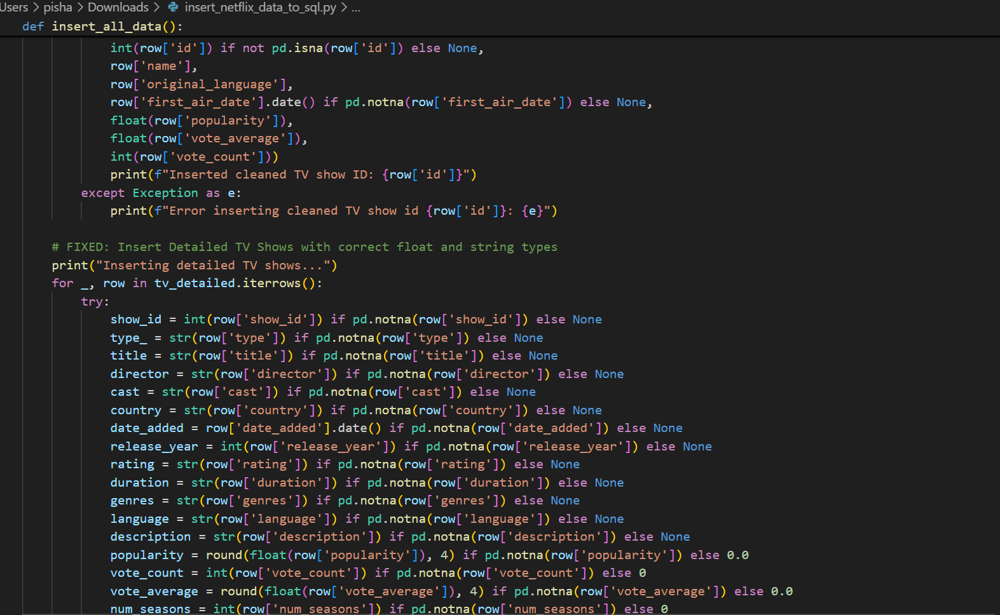 Users > pisha > Downloads > insert_netflix_data_to_sql.py > ...
def insert_all_data():
int(row['id']) if not pd.isna(row['id']) else None,
row['name'],
row['original_language'],
row['first_air_date'].date() if pd.notna(row['first_air_date']) else None,
float(row['popularity']),
float(row['vote_average']),
int(row['vote_count']))
print(f"Inserted cleaned TV show ID: {row['id']}")
except Exception as e:
print(f"Error inserting cleaned TV show id {row['id']}: {e}")
# FIXED: Insert Detailed TV Shows with correct float and string types
print("Inserting detailed TV shows...")
for _, row in tv_detailed.iterrows():
try:
show_id = int(row['show_id']) if pd.notna(row['show_id']) else None
type_ = str(row['type']) if pd.notna(row['type']) else None
title = str(row['title']) if pd.notna(row['title']) else None
director = str(row['director']) if pd.notna(row['director']) else None
cast = str(row['cast']) if pd.notna(row['cast']) else None
country = str(row['country']) if pd.notna(row['country']) else None
date_added = row['date_added'].date() if pd.notna(row['date_added']) else None
release_year = int(row['release_year']) if pd.notna(row['release_year']) else None
rating = str(row['rating']) if pd.notna(row['rating']) else None
duration = str(row['duration']) if pd.notna(row['duration']) else None
genres = str(row['genres']) if pd.notna(row['genres']) else None
language = str(row['language']) if pd.notna(row['language']) else None
description = str(row['description']) if pd.notna(row['description']) else None
popularity = round(float(row['popularity']), 4) if pd.notna(row['popularity']) else 0.0
vote_count = int(row['vote_count']) if pd.notna(row['vote_count']) else 0
vote_average = round(float(row['vote_average']), 4) if pd.notna(row['vote_average']) else 0.0
num_seasons = int(row['num_seasons']) if pd.notna(row['num_seasons']) else 0